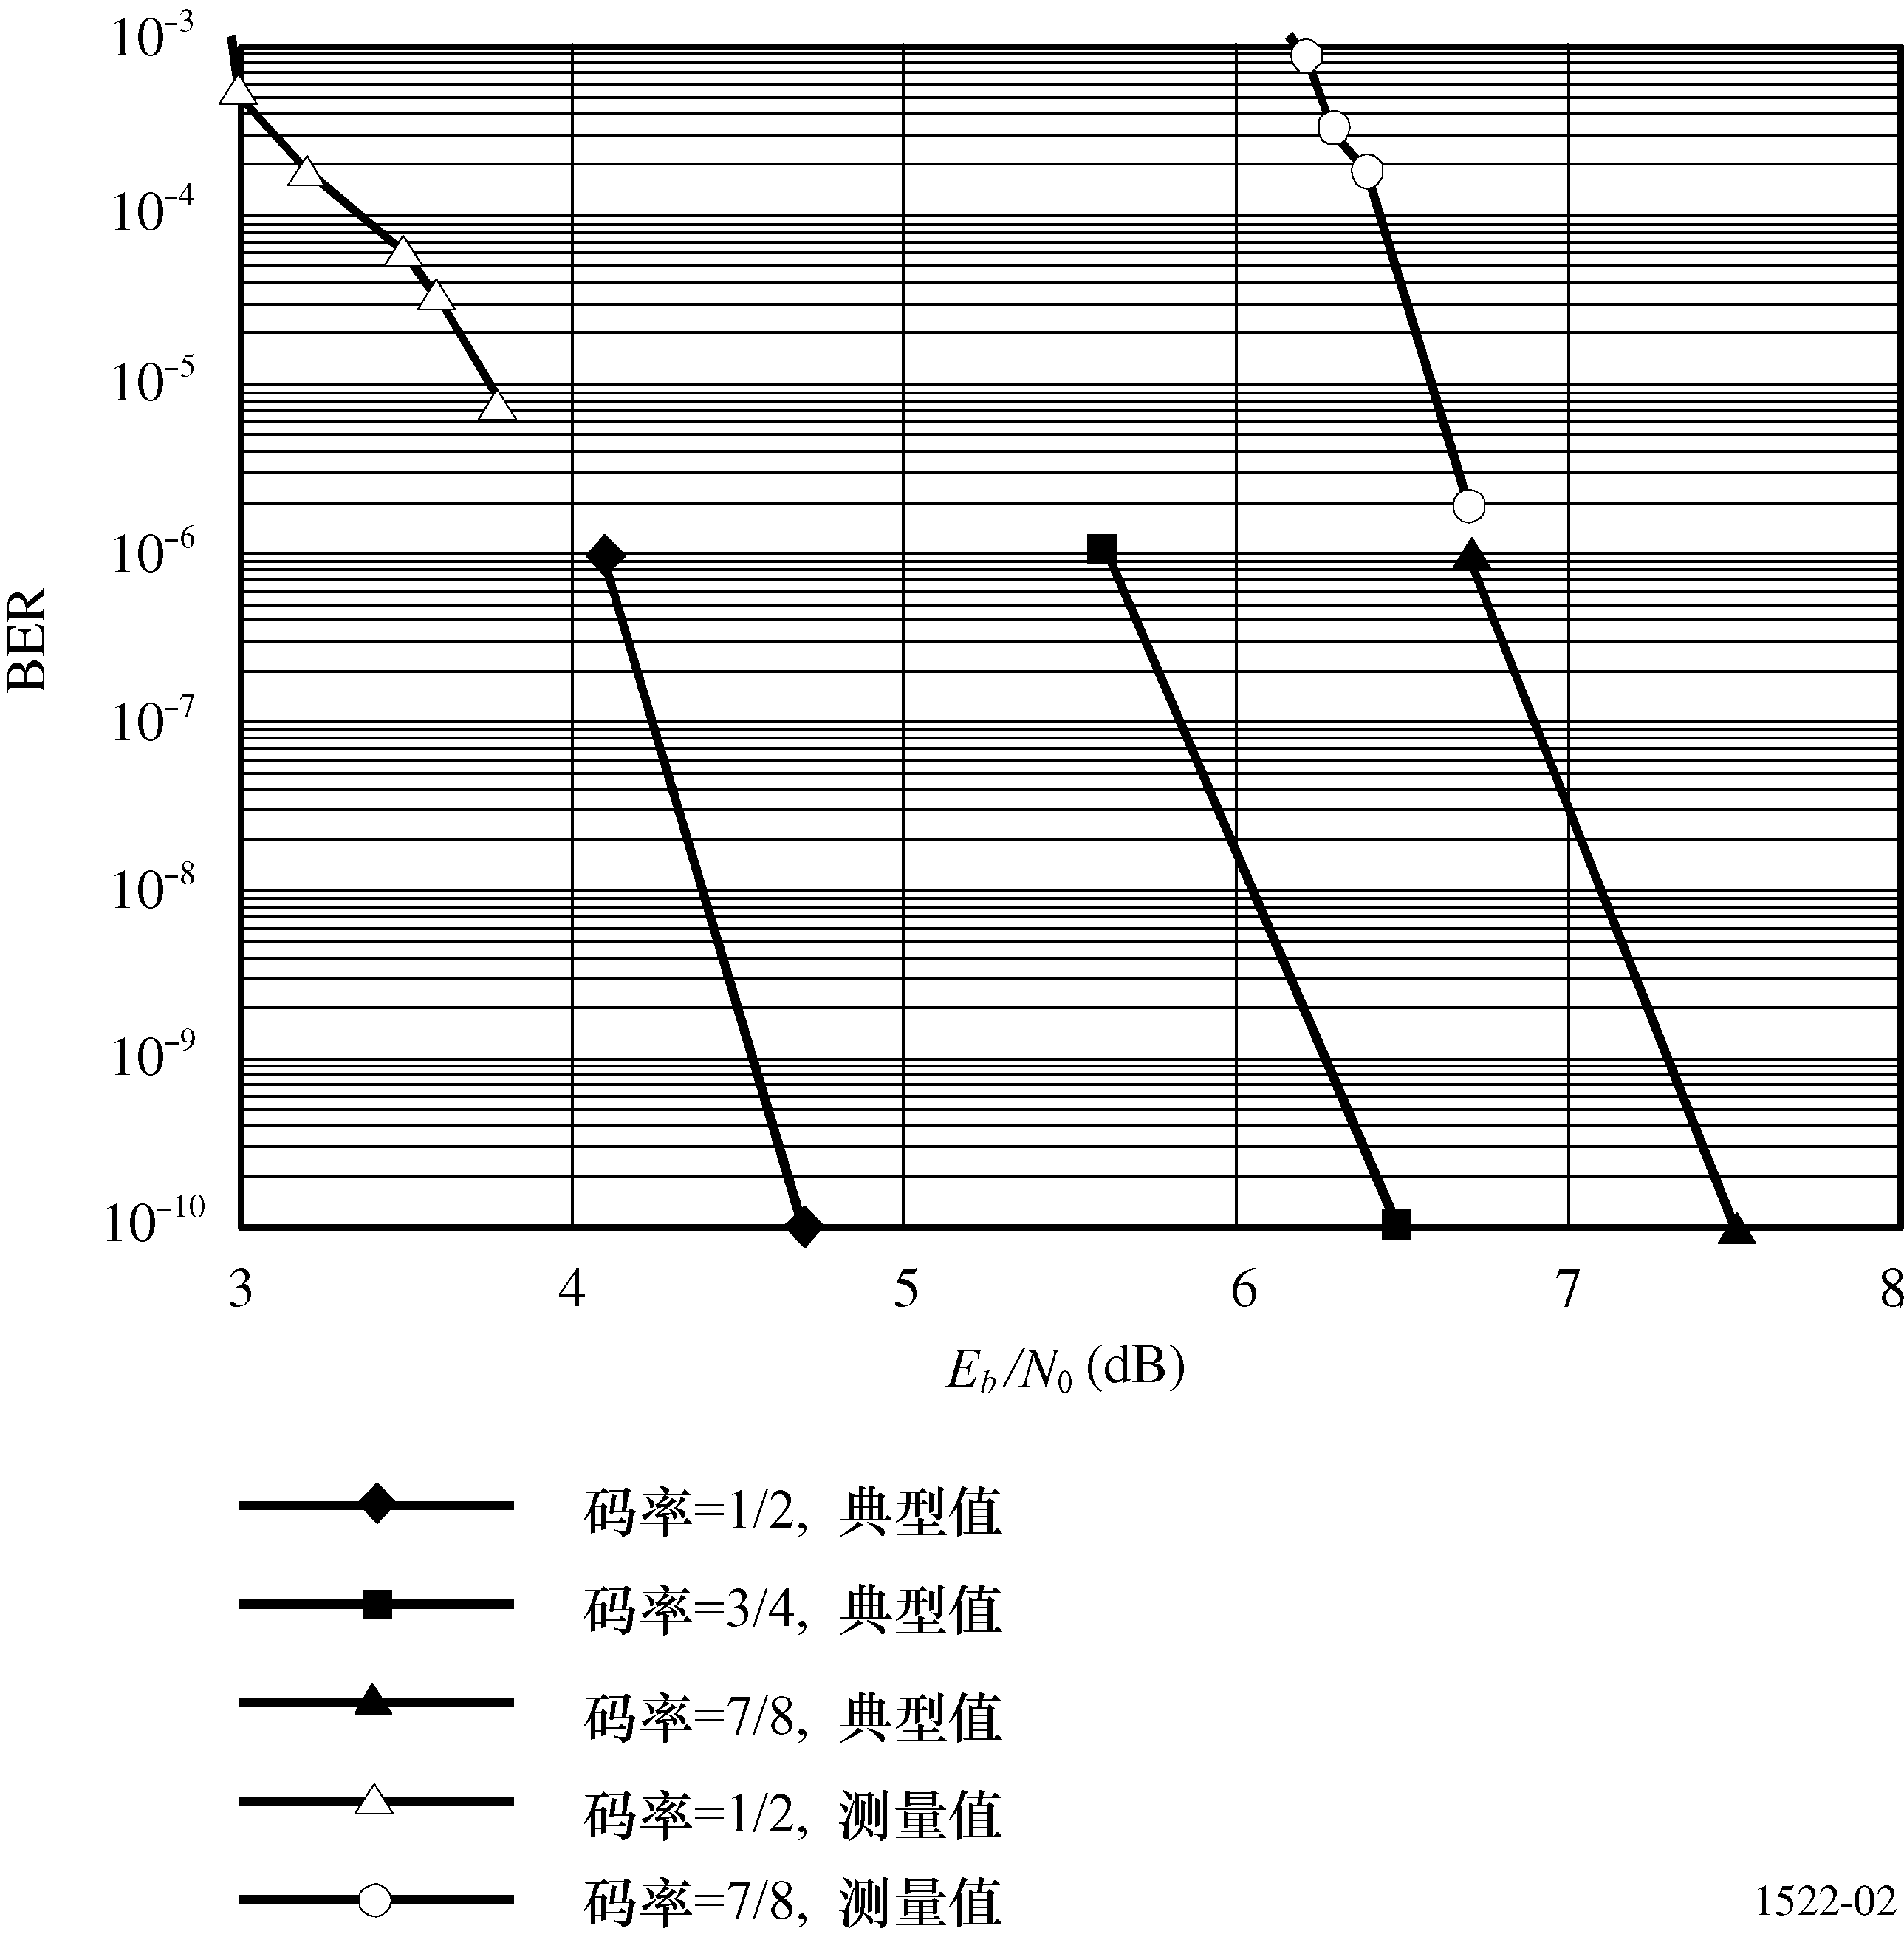 10⁻³
10⁻⁴
10⁻⁵
10⁻⁶
10⁻⁷
10⁻⁸
10⁻⁹
10⁻¹⁰
BER
3 4 5 6 7 8
E_b/N₀ (dB)
码率=1/2, 典型值
码率=3/4, 典型值
码率=7/8, 典型值
码率=1/2, 测量值
码率=7/8, 测量值
1522-02